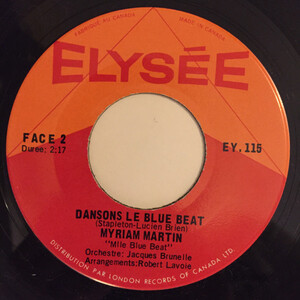 FABRIQUÉ AU CANADA
MADE IN CANADA
ELYSÉE
FACE 2
Durée: 2:17
EY. 115
DANSONS LE BLUE BEAT
(Stapleton-Lucien Brien)
MYRIAM MARTIN
"Mlle Blue Beat"
Orchestre: Jacques Brunelle
Arrangements: Robert Lavoie
DISTRIBUTION PAR LONDON RECORDS OF CANADA LTD.